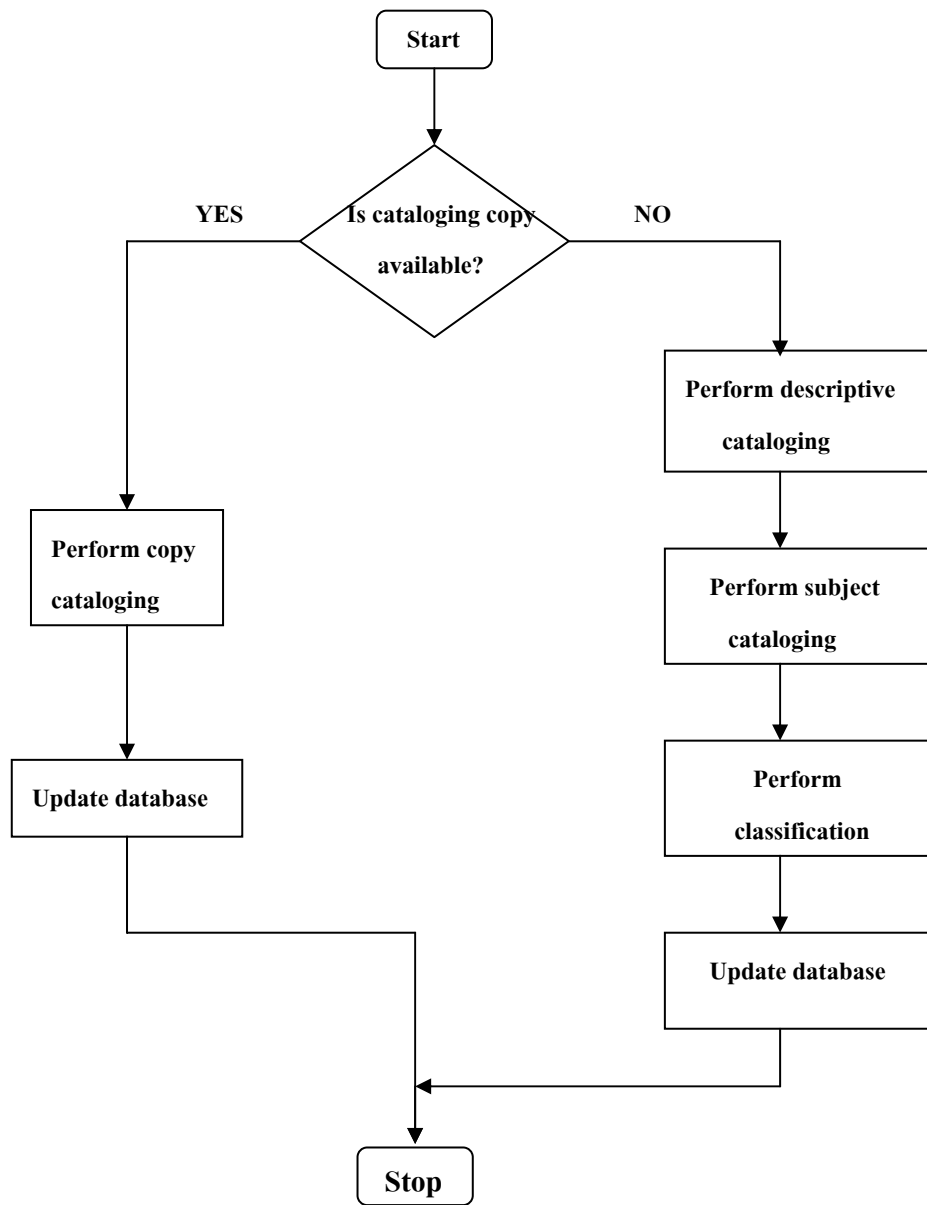 Start
YES
Is cataloging copy
available?
NO
Perform descriptive
cataloging
Perform copy
cataloging
Perform subject
cataloging
Update database
Perform
classification
Update database
Stop